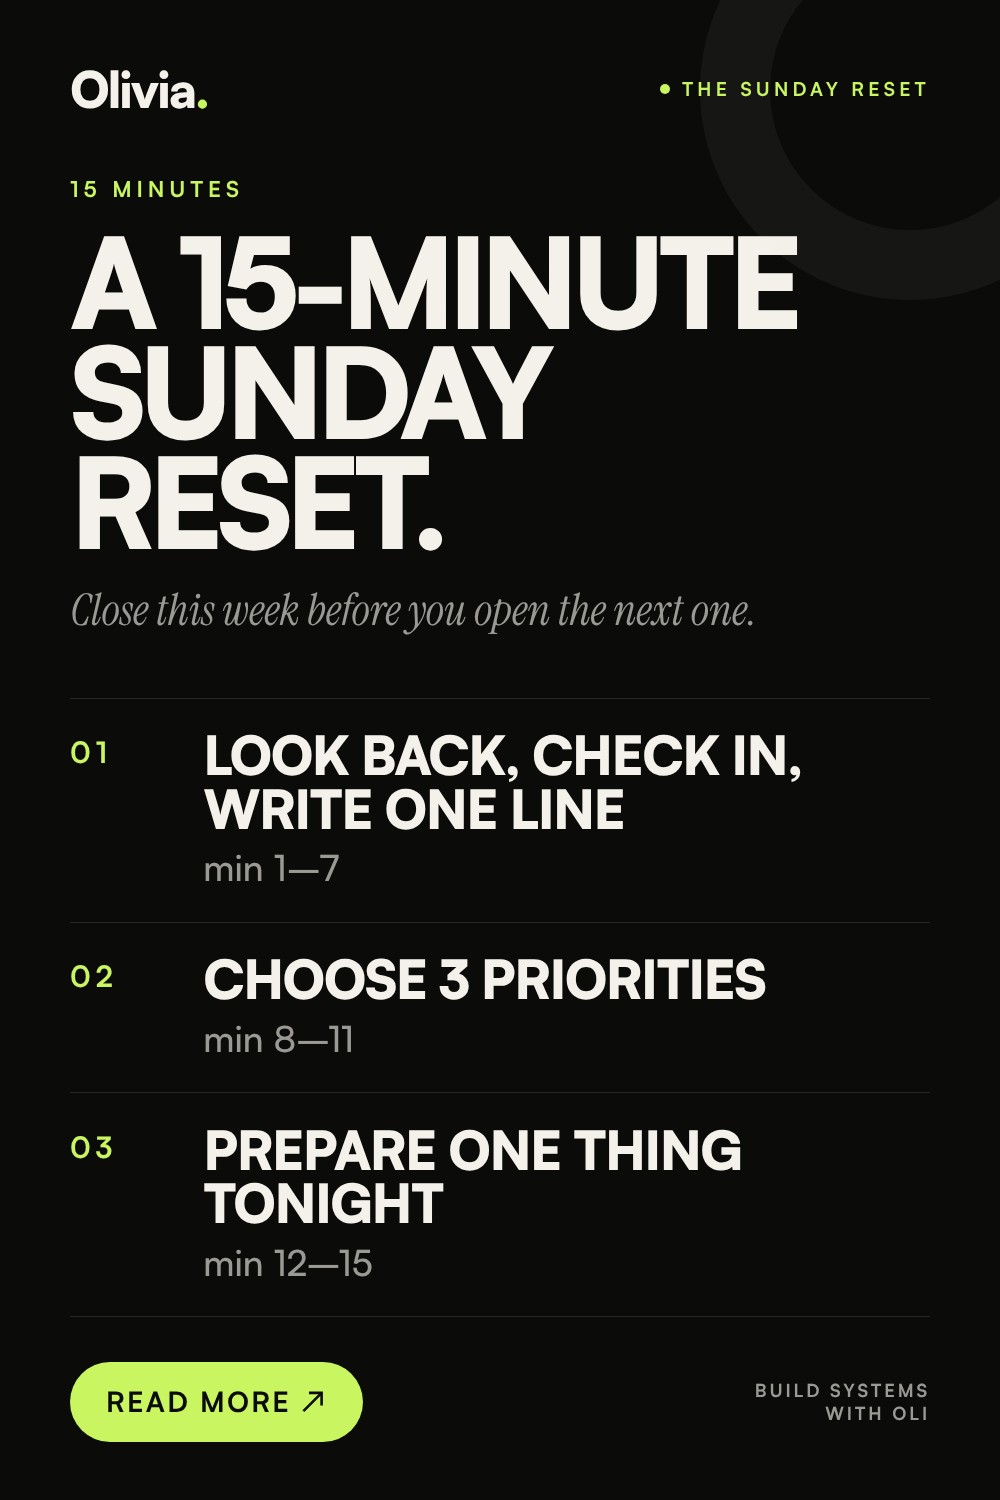 Olivia.
THE SUNDAY RESET
15 MINUTES
A 15-MINUTE
SUNDAY
RESET.
Close this week before you open the next one.
01
LOOK BACK, CHECK IN,
WRITE ONE LINE
min 1—7
02
CHOOSE 3 PRIORITIES
min 8—11
03
PREPARE ONE THING
TONIGHT
min 12—15
READ MORE ↗
BUILD SYSTEMS
WITH OLI